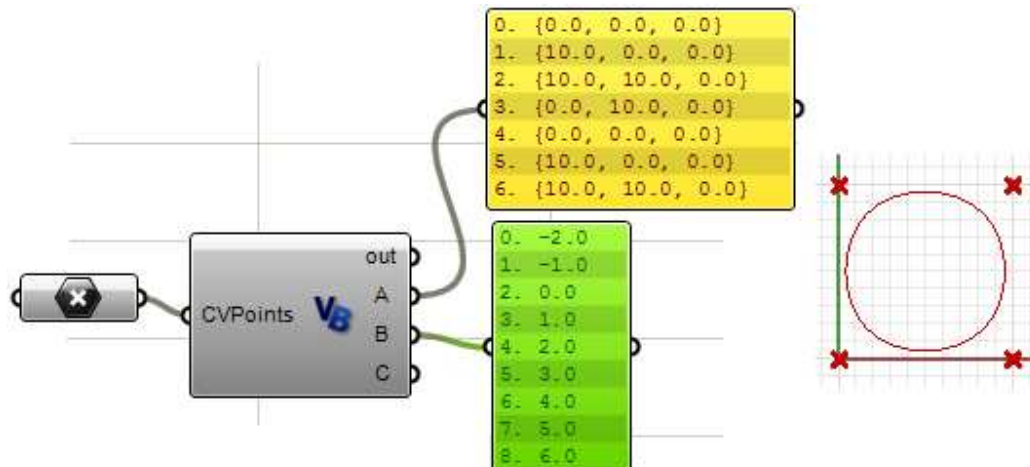 0. {0.0, 0.0, 0.0}
1. {10.0, 0.0, 0.0}
2. {10.0, 10.0, 0.0}
3. {0.0, 10.0, 0.0}
4. {0.0, 0.0, 0.0}
5. {10.0, 0.0, 0.0}
6. {10.0, 10.0, 0.0}
out
A
CVPoints
VB
B
C
0. -2.0
1. -1.0
2. 0.0
3. 1.0
4. 2.0
5. 3.0
6. 4.0
7. 5.0
8. 6.0